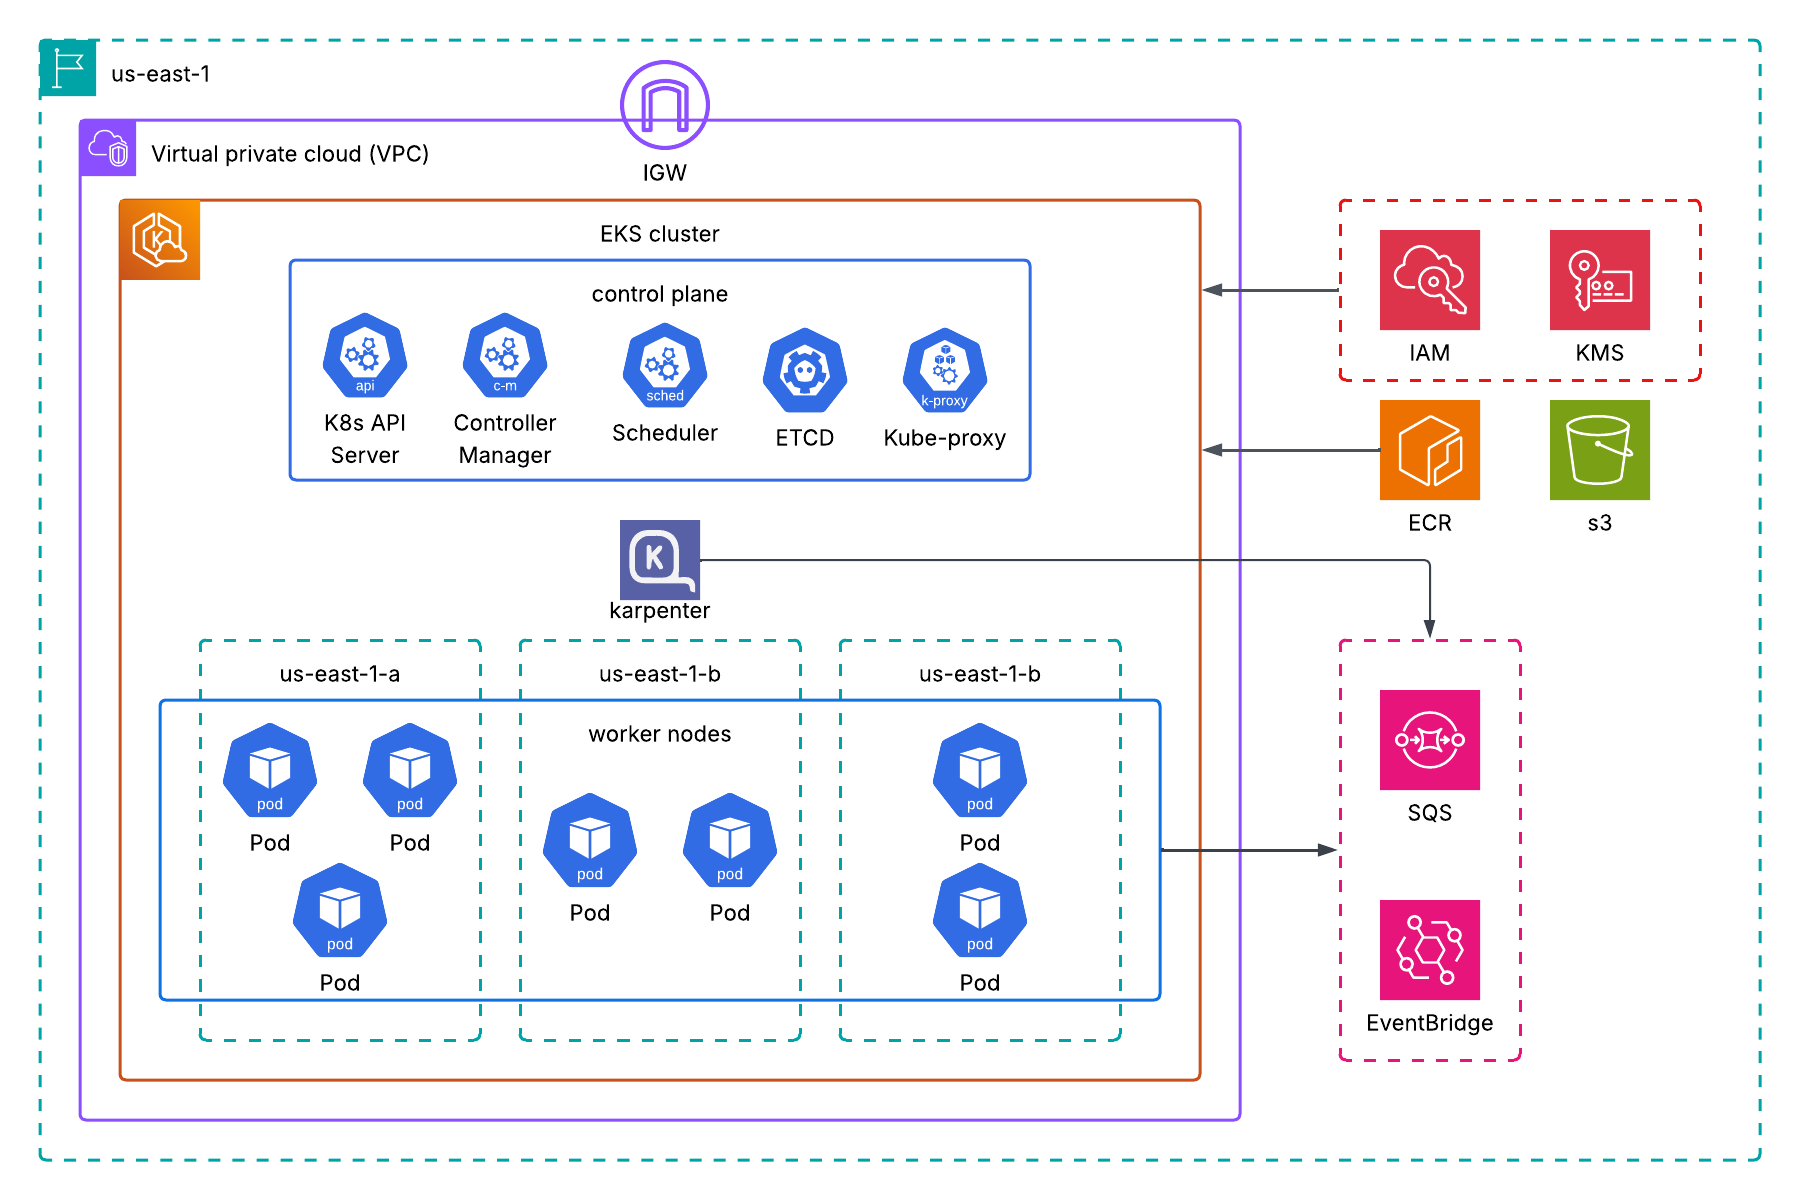 us-east-1
Virtual private cloud (VPC)
IGW
EKS cluster
control plane
api
K8s API
Server
c-m
Controller
Manager
sched
Scheduler
ETCD
k-proxy
Kube-proxy
IAM
KMS
ECR
s3
K
karpenter
us-east-1-a
us-east-1-b
us-east-1-b
worker nodes
pod
Pod
pod
Pod
pod
Pod
pod
Pod
pod
Pod
pod
Pod
pod
Pod
SQS
EventBridge
K